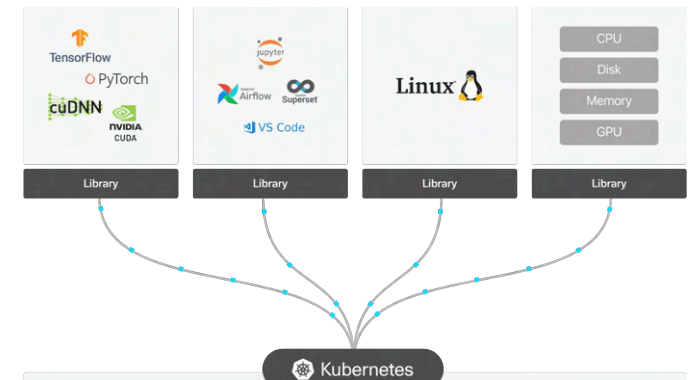 TensorFlow
PyTorch
cuDNN
NVIDIA
CUDA
Library
jupyter
Apache
Airflow
Superset
VS Code
Library
Linux
Library
CPU
Disk
Memory
GPU
Library
Kubernetes